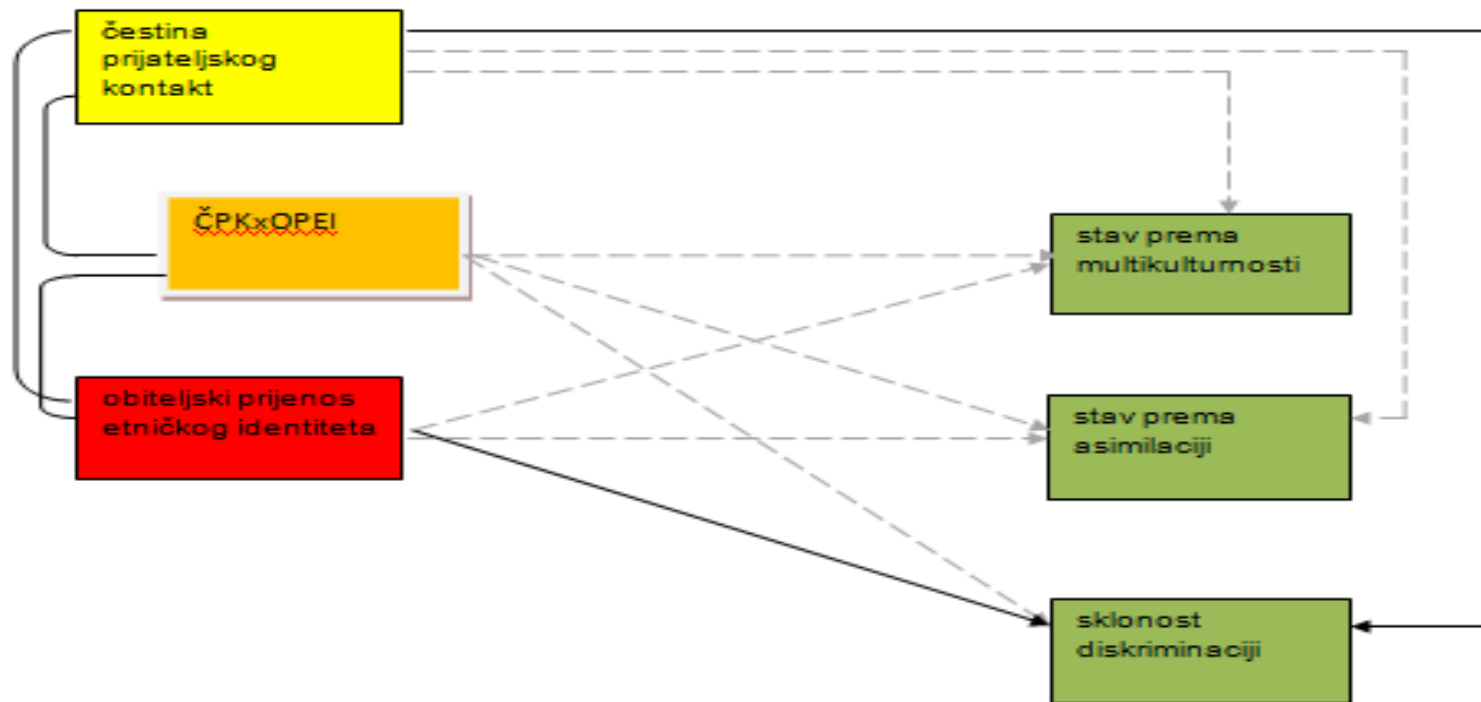 čestina
prijateljskog
kontakt
ČPKxOPEI
stav prema
multikulturnosti
obiteljski prijenos
etničkog identiteta
stav prema
asimilaciji
sklonost
diskriminaciji